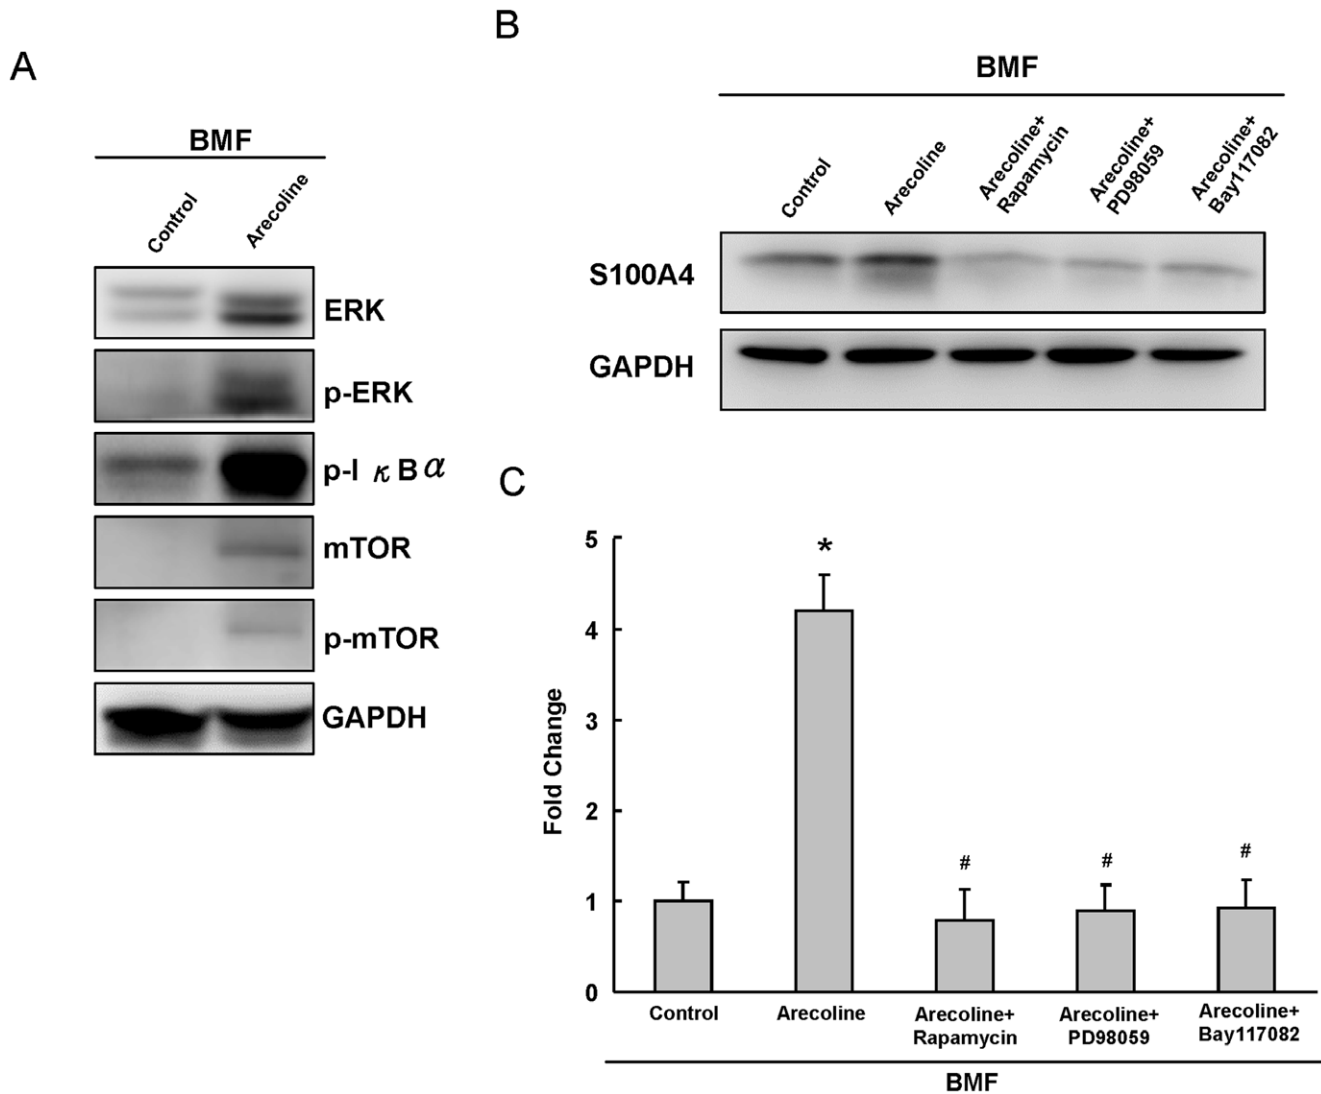 A
BMF
Control
Arecoline
ERK
p-ERK
p-I κ B α
mTOR
p-mTOR
GAPDH
B
BMF
Control
Arecoline
Arecoline+
Rapamycin
Arecoline+
PD98059
Arecoline+
Bay117082
S100A4
GAPDH
C
Fold Change
5
4
3
2
1
0
*
#
#
#
Control
Arecoline
Arecoline+
Rapamycin
Arecoline+
PD98059
Arecoline+
Bay117082
BMF